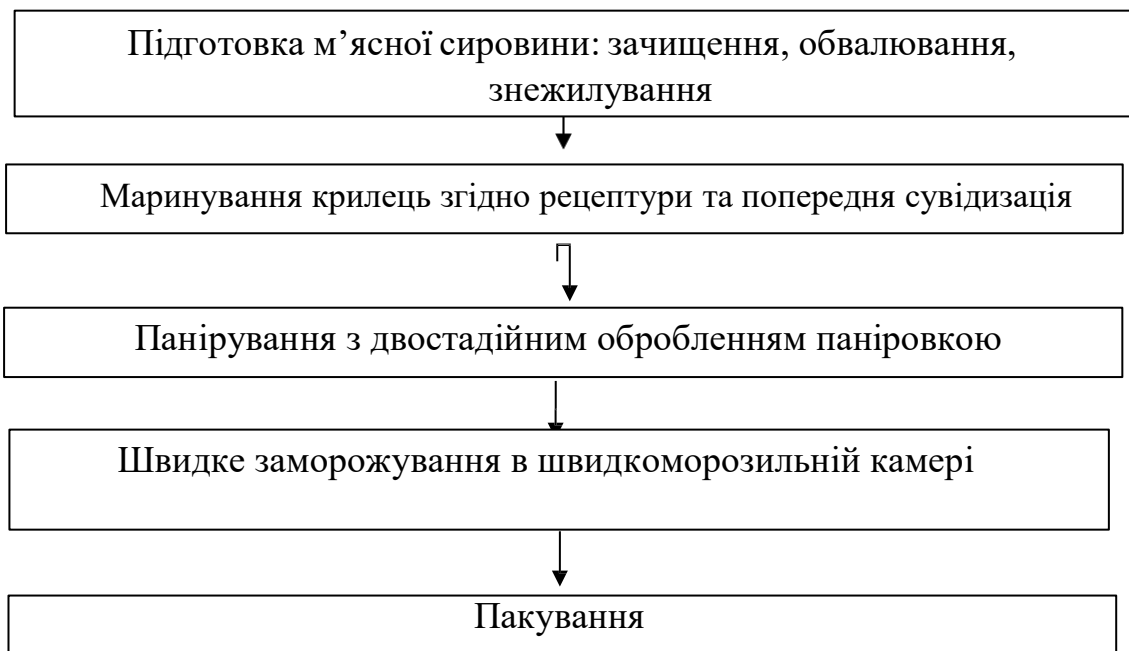 Підготовка м’ясної сировини: зачищення, обвалювання,
знежилування
Маринування крилець згідно рецептури та попередня сувідизація
Панірування з двостадійним обробленням паніровкою
Швидке заморожування в швидкоморозильній камері
Пакування